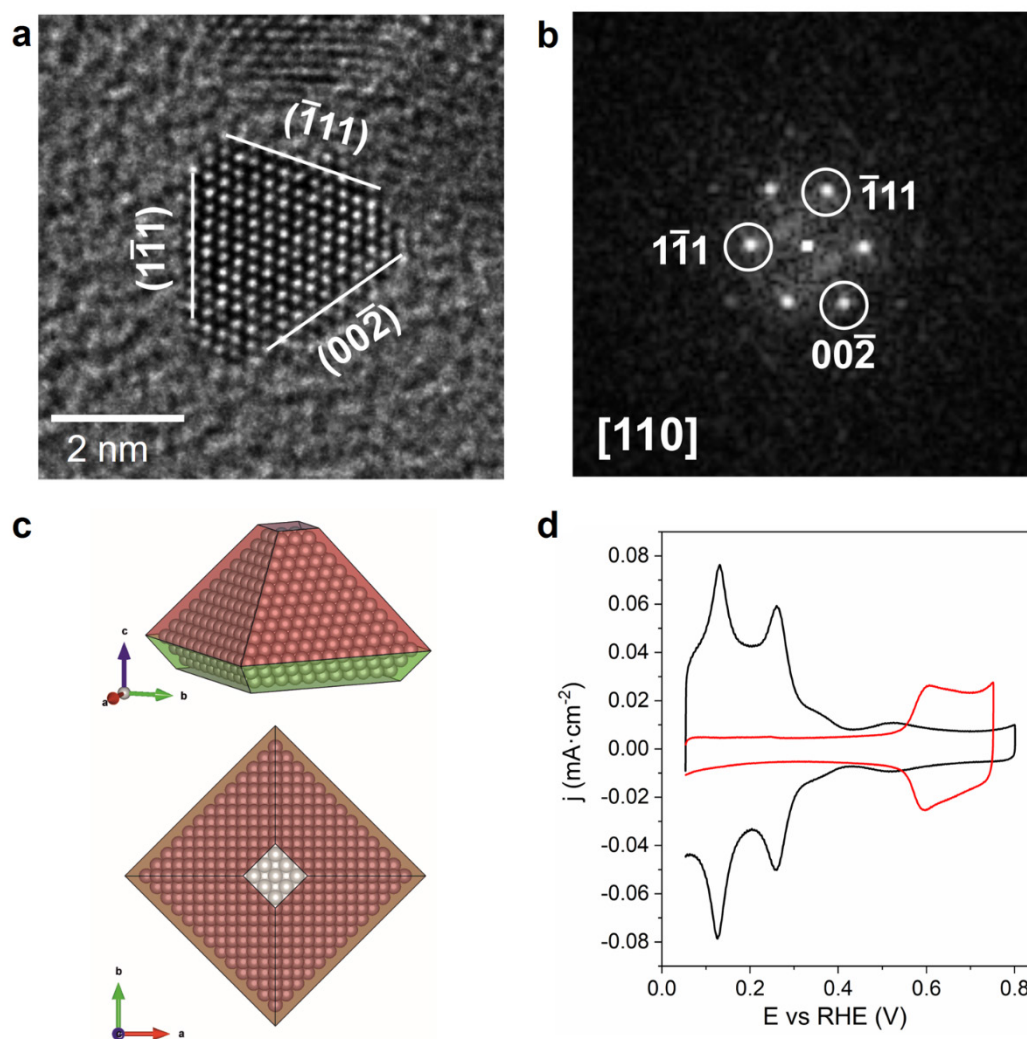 a
(1̄11)
(11̄1)
(002̄)
2 nm
b
1̄11
11̄1
002̄
[110]
c
c
a
b
b
a
d
0.08
0.06
0.04
0.02
0.00
-0.02
-0.04
-0.06
-0.08
j (mA·cm⁻²)
0.0 0.2 0.4 0.6 0.8
E vs RHE (V)